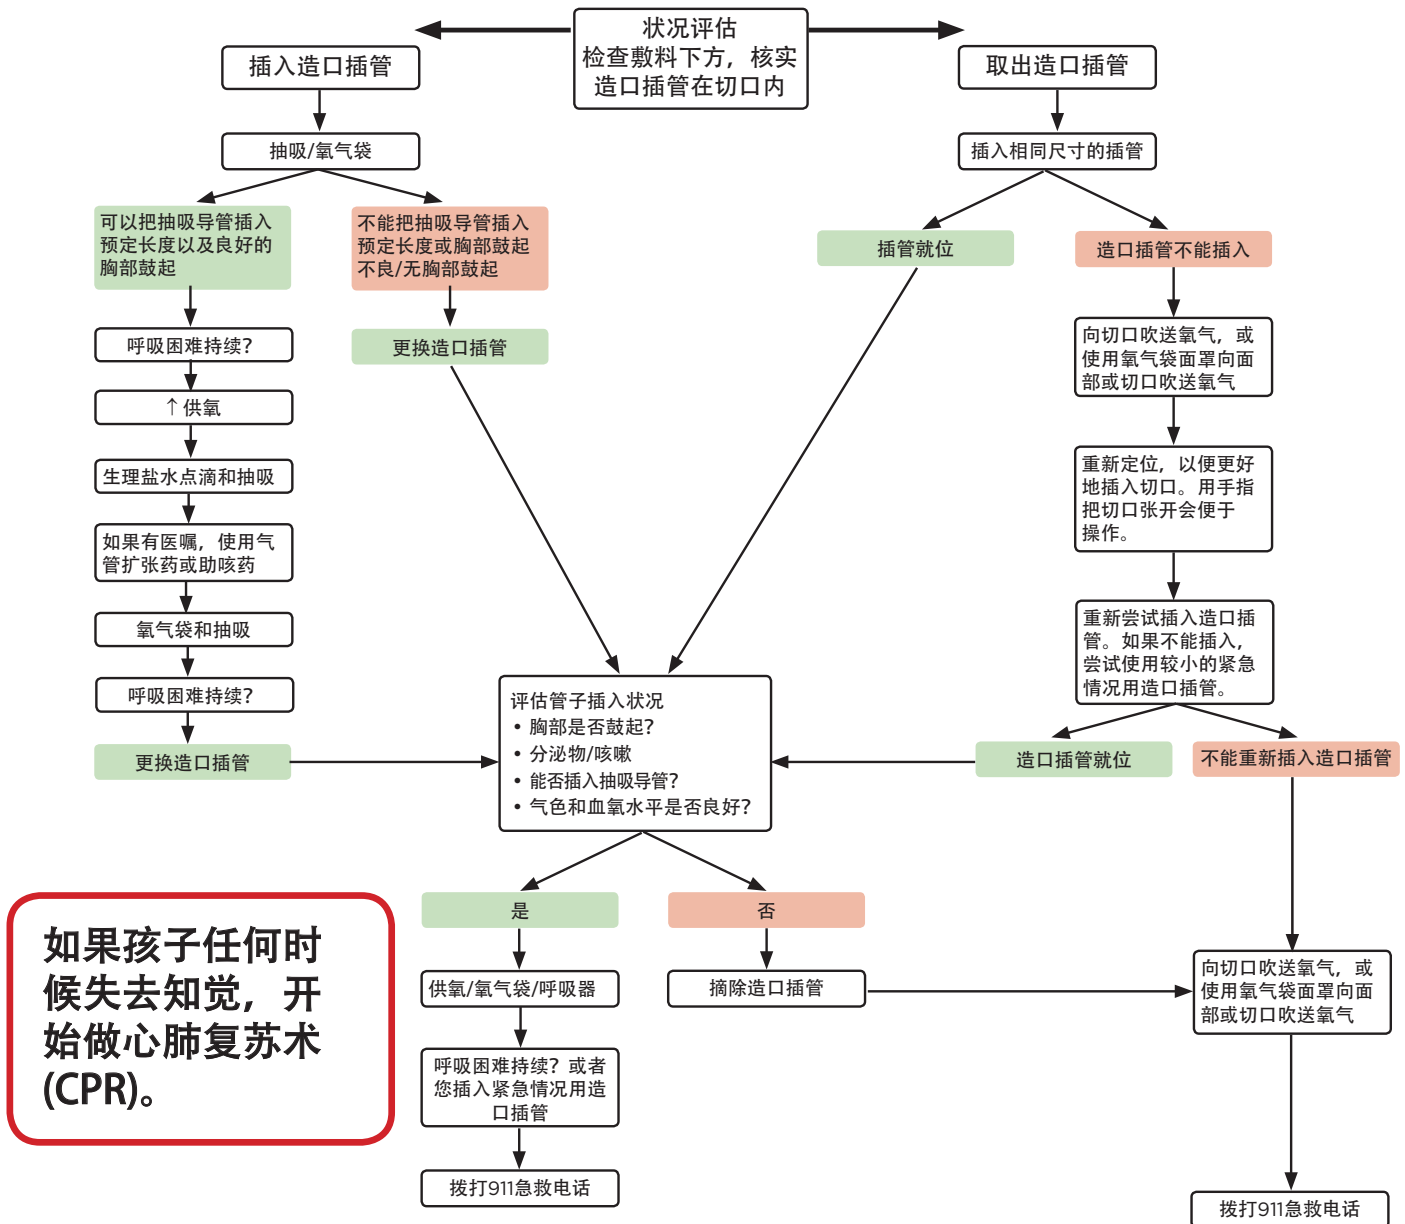 状况评估
检查敷料下方，核实
造口插管在切口内
插入造口插管
取出造口插管
抽吸/氧气袋
插入相同尺寸的插管
可以把抽吸导管插入
预定长度以及良好的
胸部鼓起
不能把抽吸导管插入
预定长度或胸部鼓起
不良/无胸部鼓起
插管就位
造口插管不能插入
呼吸困难持续？
更换造口插管
向切口吹送氧气，或
使用氧气袋面罩向面
部或切口吹送氧气
↑供氧
生理盐水点滴和抽吸
重新定位，以便更好
地插入切口。用手指
把切口张开会便于
操作。
如果有医嘱，使用气
管扩张药或助咳药
氧气袋和抽吸
重新尝试插入造口插
管。如果不能插入，
尝试使用较小的紧急
情况用造口插管。
呼吸困难持续？
更换造口插管
评估管子插入状况
• 胸部是否鼓起？
• 分泌物/咳嗽
• 能否插入抽吸导管？
• 气色和血氧水平是否良好？
造口插管就位
不能重新插入造口插管
是
否
如果孩子任何时
候失去知觉，开
始做心肺复苏术
(CPR)。
供氧/氧气袋/呼吸器
摘除造口插管
向切口吹送氧气，或
使用氧气袋面罩向面
部或切口吹送氧气
呼吸困难持续？或者
您插入紧急情况用造
口插管
拨打911急救电话
拨打911急救电话